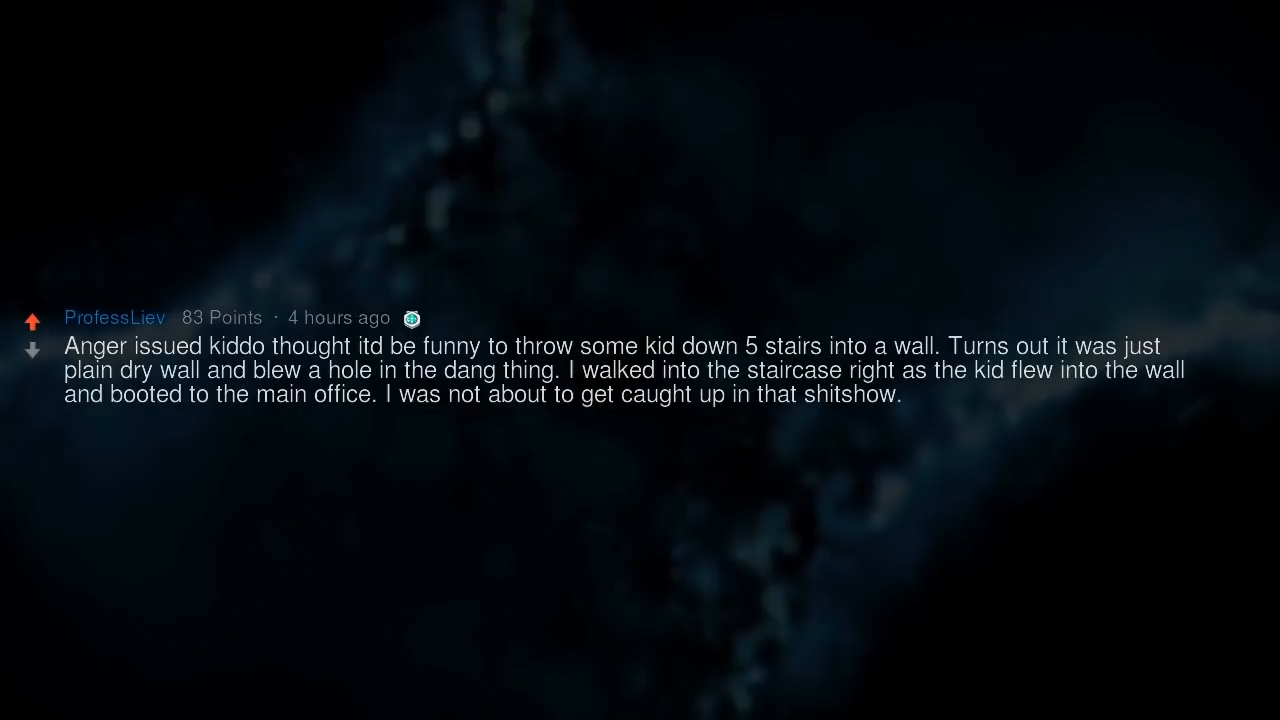 ProfessLiev 83 Points · 4 hours ago
Anger issued kiddo thought itd be funny to throw some kid down 5 stairs into a wall. Turns out it was just
plain dry wall and blew a hole in the dang thing. I walked into the staircase right as the kid flew into the wall
and booted to the main office. I was not about to get caught up in that shitshow.